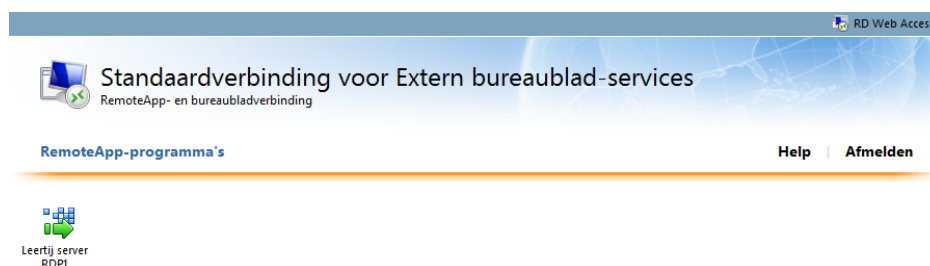 RD Web Acces
Standaardverbinding voor Extern bureaublad-services
RemoteApp- en bureaubladverbinding
RemoteApp-programma's
Help | Afmelden
Leertij server
RDP1